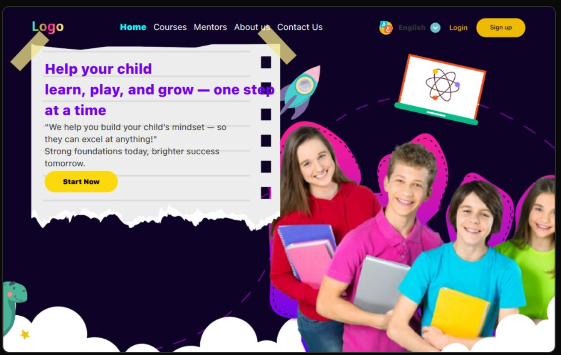 Logo
Home Courses Mentors About us Contact Us
English Login Sign up
Help your child
learn, play, and grow — one step
at a time
"We help you build your child's mindset — so
they can excel at anything!"
Strong foundations today, brighter success
tomorrow.
Start Now